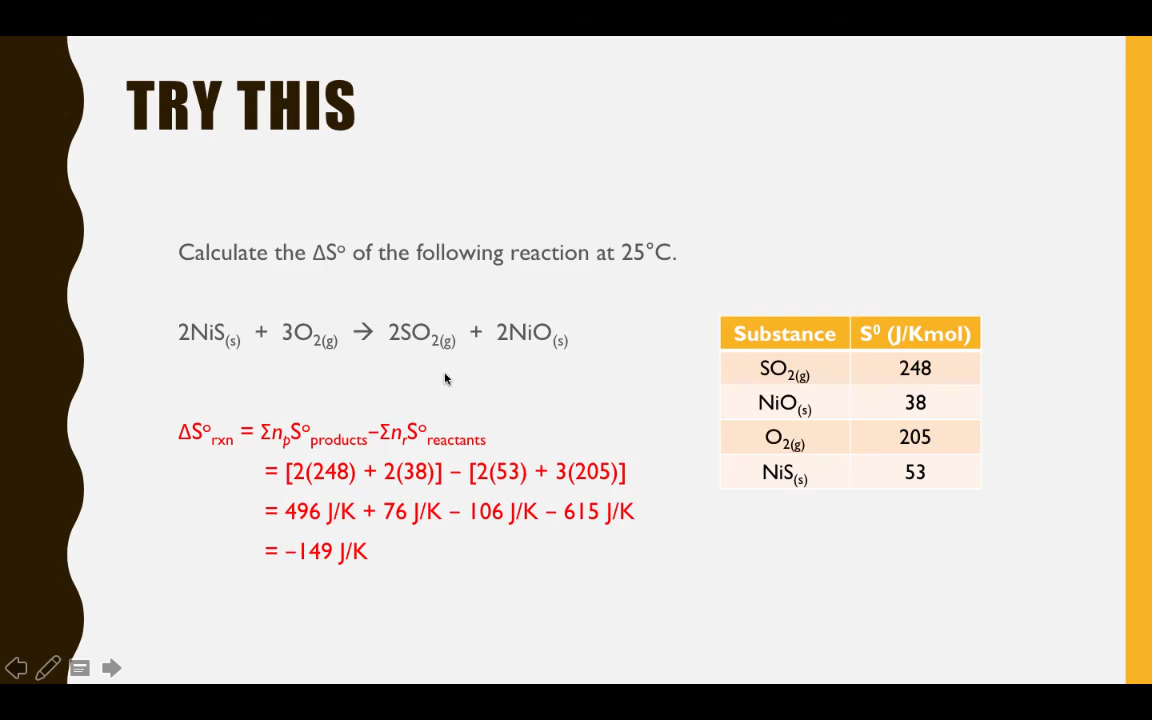 TRY THIS
Calculate the ΔS° of the following reaction at 25°C.
2NiS(s) + 3O2(g) → 2SO2(g) + 2NiO(s)
Substance S⁰ (J/Kmol)
SO2(g) 248
NiO(s) 38
O2(g) 205
NiS(s) 53
ΔS°rxn = ΣnpS°products–ΣnrS°reactants
= [2(248) + 2(38)] – [2(53) + 3(205)]
= 496 J/K + 76 J/K – 106 J/K – 615 J/K
= –149 J/K